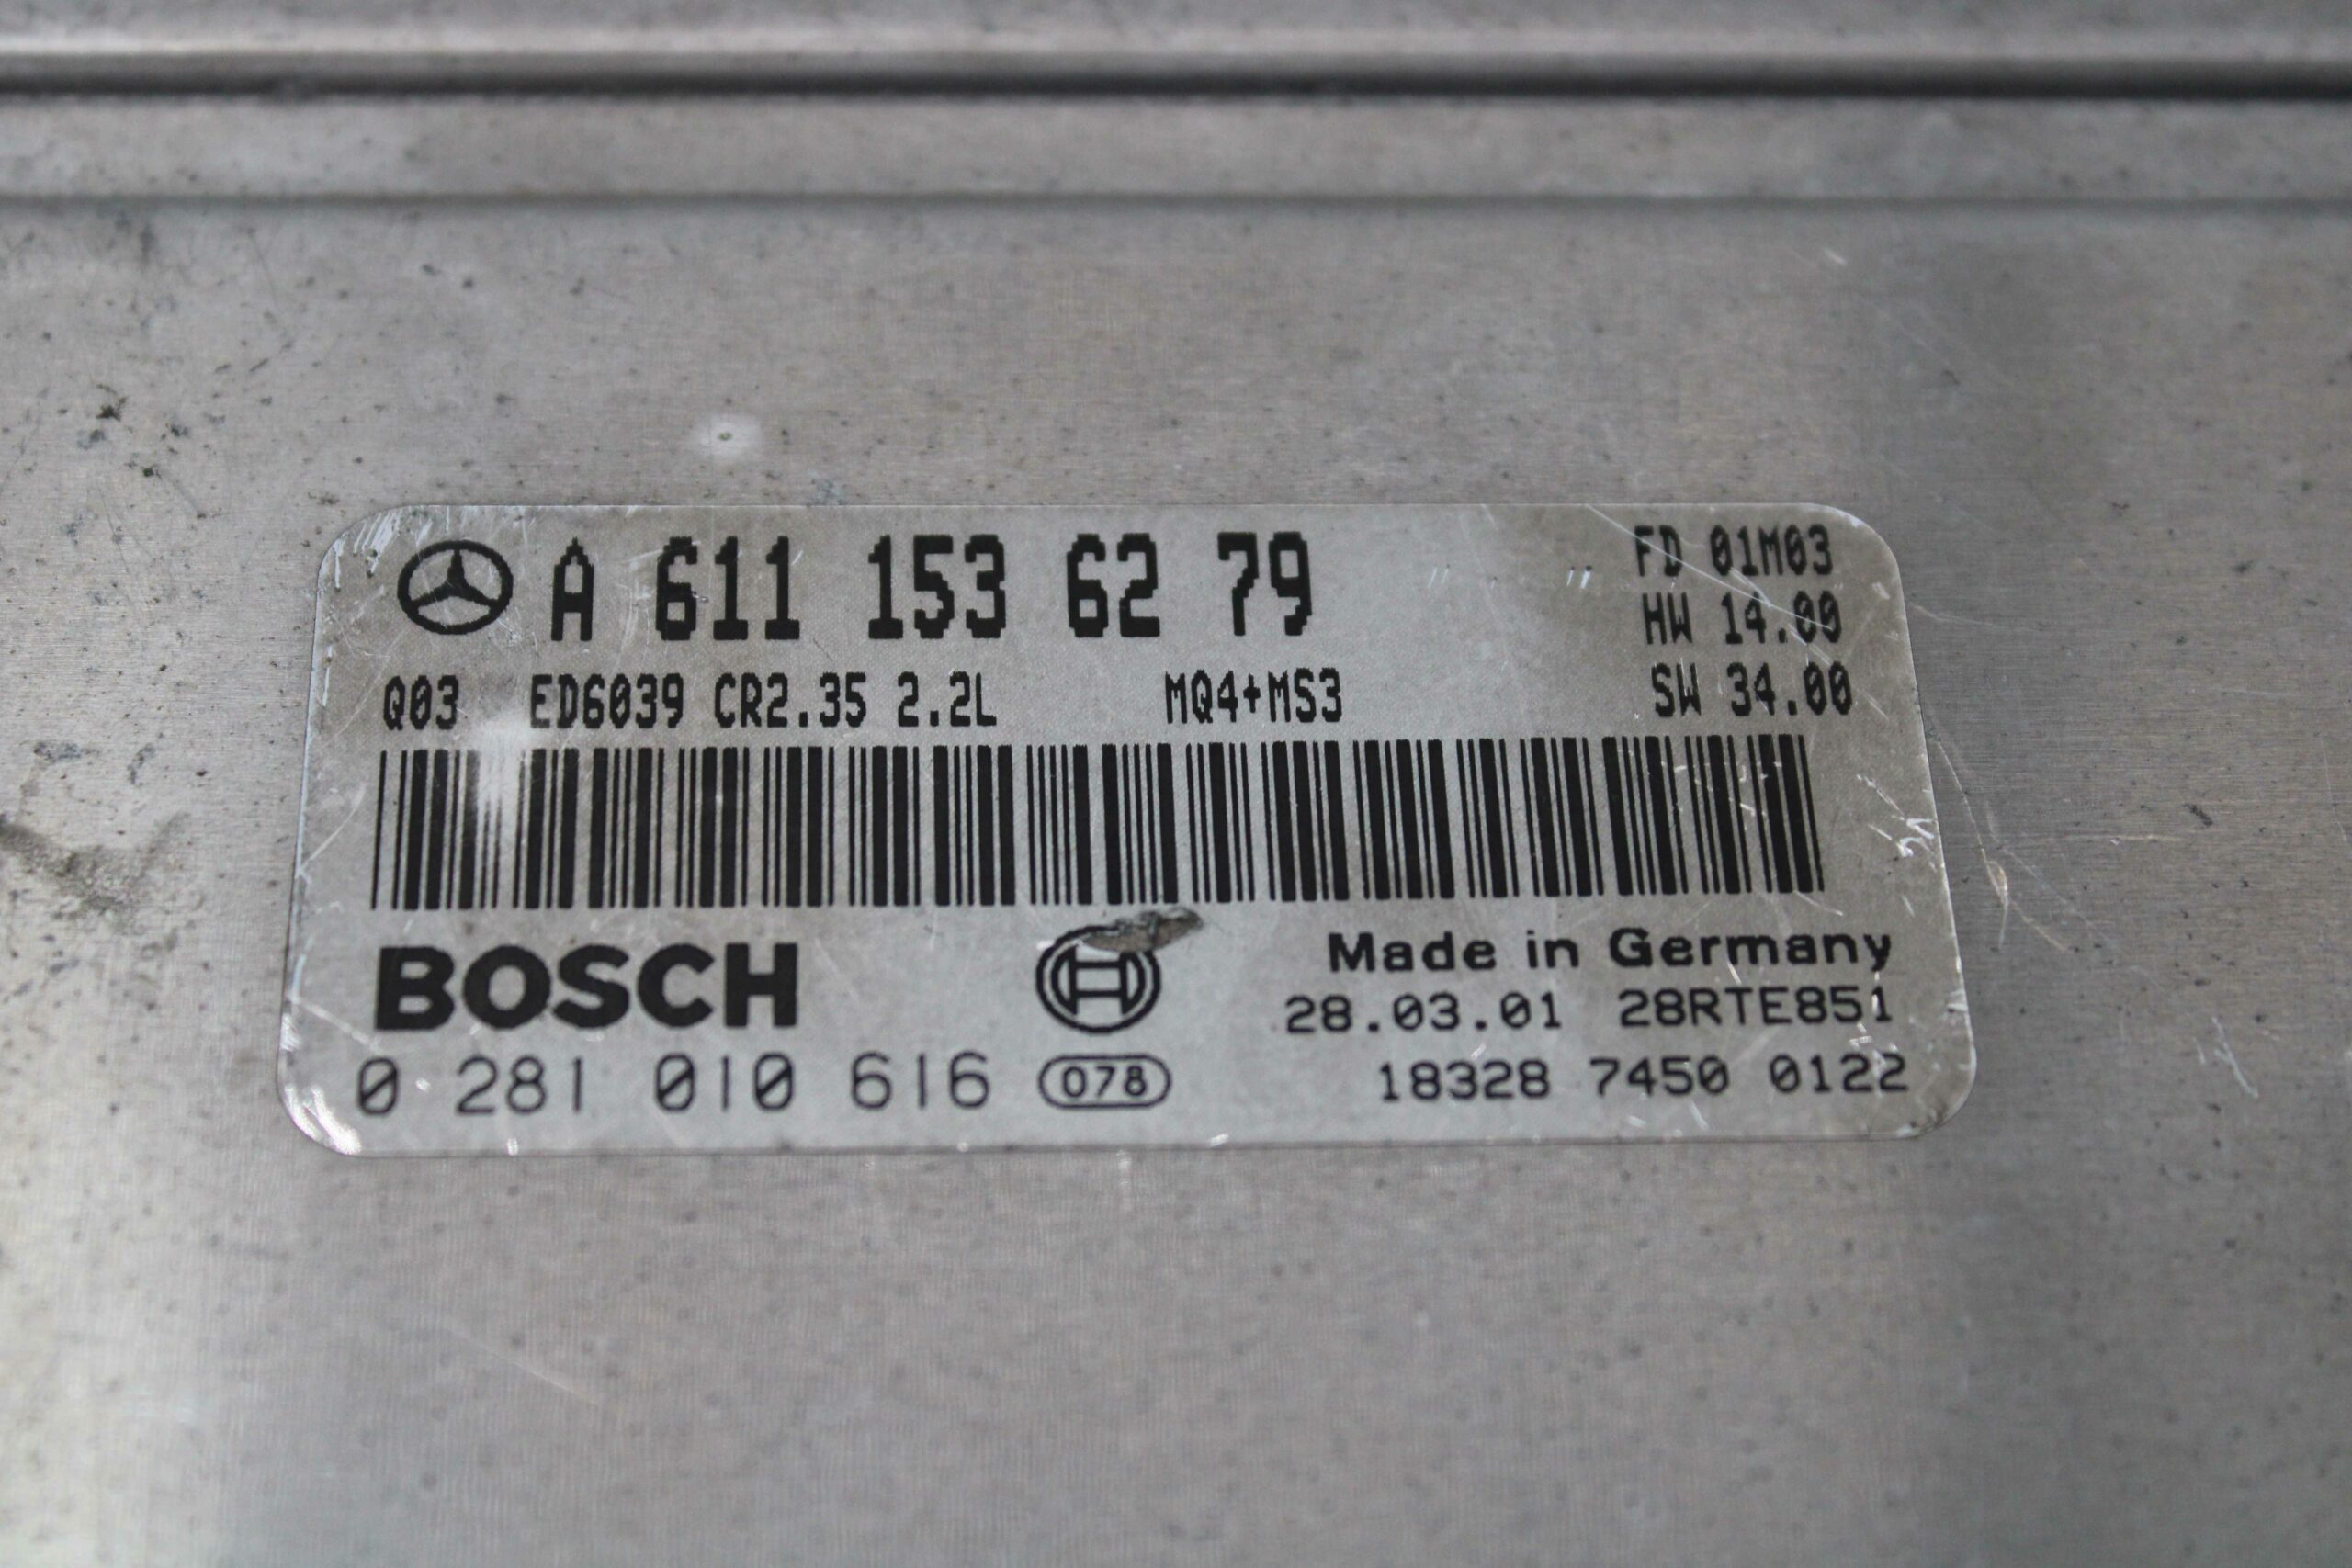 A 611 153 62 79
FD 01M03
HW 14.00
Q03 ED6039 CR2.35 2.2L MQ4+MS3 SW 34.00
BOSCH
Made in Germany
28.03.01 28RTE851
0 281 010 616 078 18328 7450 0122